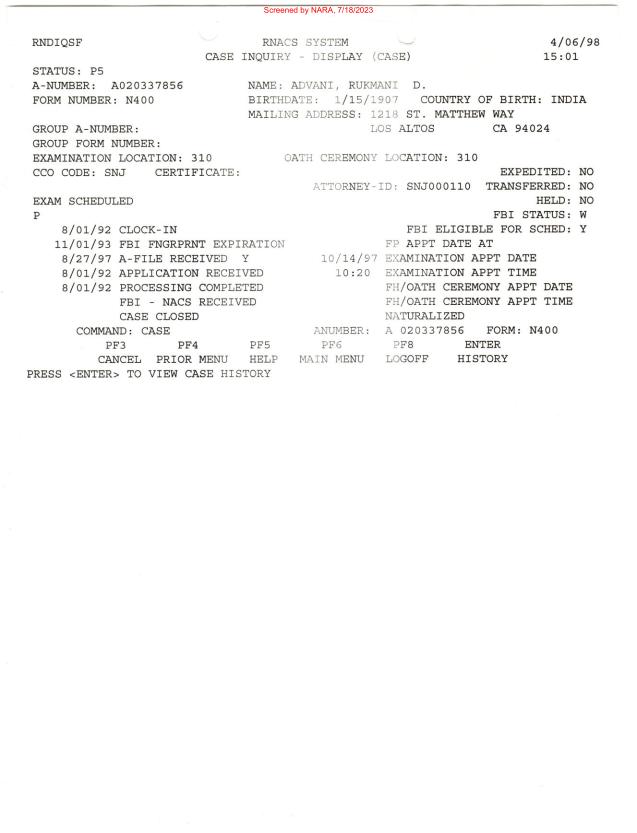 Screened by NARA, 7/18/2023
RNDIQSF RNACS SYSTEM 4/06/98
CASE INQUIRY - DISPLAY (CASE) 15:01
STATUS: P5
A-NUMBER: A020337856 NAME: ADVANI, RUKMANI D.
FORM NUMBER: N400 BIRTHDATE: 1/15/1907 COUNTRY OF BIRTH: INDIA
MAILING ADDRESS: 1218 ST. MATTHEW WAY
GROUP A-NUMBER: LOS ALTOS CA 94024
GROUP FORM NUMBER:
EXAMINATION LOCATION: 310 OATH CEREMONY LOCATION: 310
CCO CODE: SNJ CERTIFICATE: EXPEDITED: NO
ATTORNEY-ID: SNJ000110 TRANSFERRED: NO
EXAM SCHEDULED HELD: NO
P FBI STATUS: W
8/01/92 CLOCK-IN FBI ELIGIBLE FOR SCHED: Y
11/01/93 FBI FNGRPRNT EXPIRATION FP APPT DATE AT
8/27/97 A-FILE RECEIVED Y 10/14/97 EXAMINATION APPT DATE
8/01/92 APPLICATION RECEIVED 10:20 EXAMINATION APPT TIME
8/01/92 PROCESSING COMPLETED FH/OATH CEREMONY APPT DATE
FBI - NACS RECEIVED FH/OATH CEREMONY APPT TIME
CASE CLOSED NATURALIZED
COMMAND: CASE ANUMBER: A 020337856 FORM: N400
PF3 PF4 PF5 PF6 PF8 ENTER
CANCEL PRIOR MENU HELP MAIN MENU LOGOFF HISTORY
PRESS <ENTER> TO VIEW CASE HISTORY